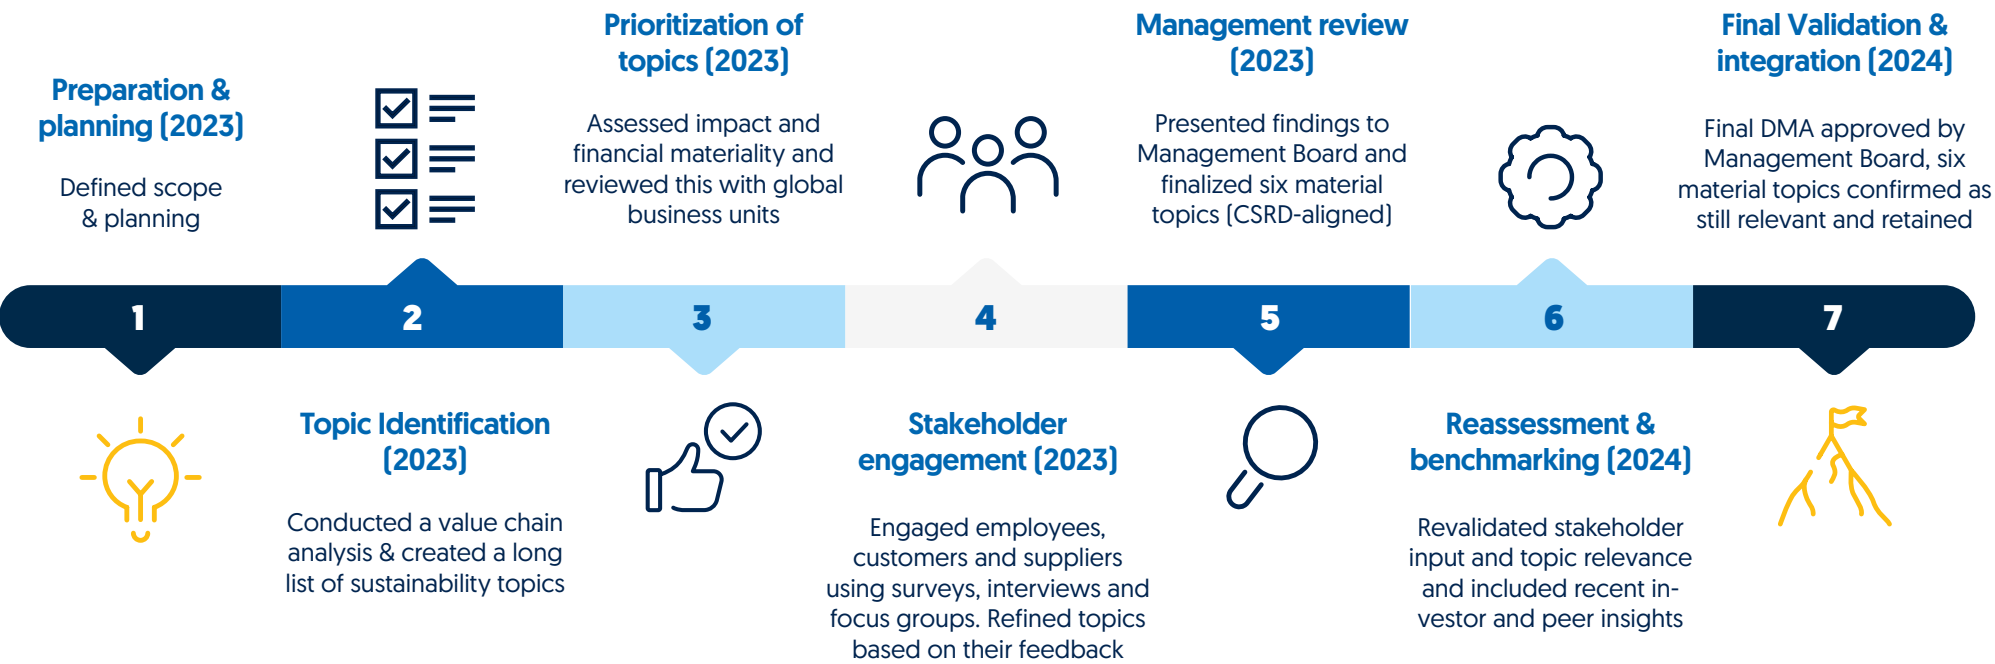 Preparation &
planning (2023)
Defined scope
& planning
1
2
Topic Identification
(2023)
Conducted a value chain
analysis & created a long
list of sustainability topics
Prioritization of
topics (2023)
Assessed impact and
financial materiality and
reviewed this with global
business units
3
4
Stakeholder
engagement (2023)
Engaged employees,
customers and suppliers
using surveys, interviews and
focus groups. Refined topics
based on their feedback
Management review
(2023)
Presented findings to
Management Board and
finalized six material
topics (CSRD-aligned)
5
6
Reassessment &
benchmarking (2024)
Revalidated stakeholder
input and topic relevance
and included recent in-
vestor and peer insights
Final Validation &
integration (2024)
Final DMA approved by
Management Board, six
material topics confirmed as
still relevant and retained
7